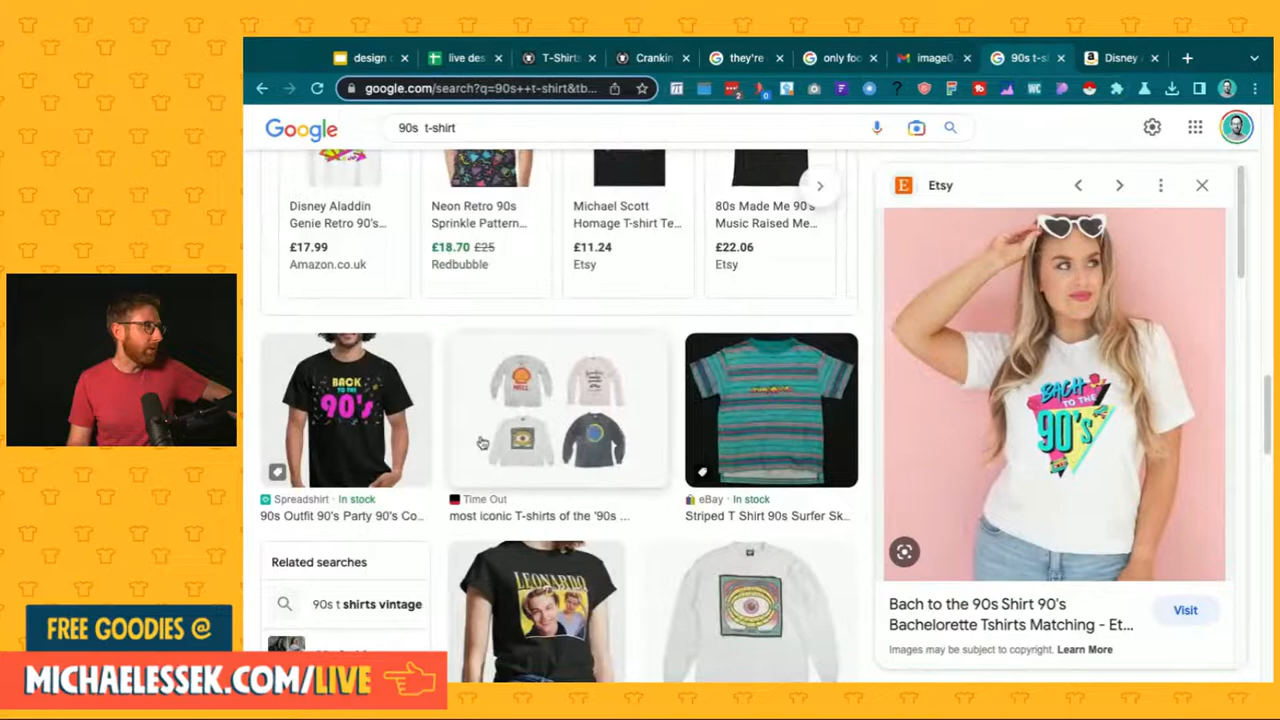 design
live des
T-Shirts
Crankin
they're
only foo
image0.
90s t-sl
Disney
google.com/search?q=90s++t-shirt&tb...
Google
90s t-shirt
Disney Aladdin
Genie Retro 90's...
£17.99
Amazon.co.uk
Neon Retro 90s
Sprinkle Pattern...
£18.70 £25
Redbubble
Michael Scott
Homage T-shirt Te...
£11.24
Etsy
80s Made Me 90's
Music Raised Me...
£22.06
Etsy
E Etsy
BACK
TO THE
90'S
Spreadshirt · In stock
90s Outfit 90's Party 90's Co...
Time Out
most iconic T-shirts of the '90s ...
eBay · In stock
Striped T Shirt 90s Surfer Sk...
BACH
TO THE
90'S
Related searches
90s t shirts vintage
LEONARDO
Bach to the 90s Shirt 90's
Bachelorette Tshirts Matching - Et...
Visit
Images may be subject to copyright. Learn More
FREE GOODIES @
MICHAELESSEK.COM/LIVE